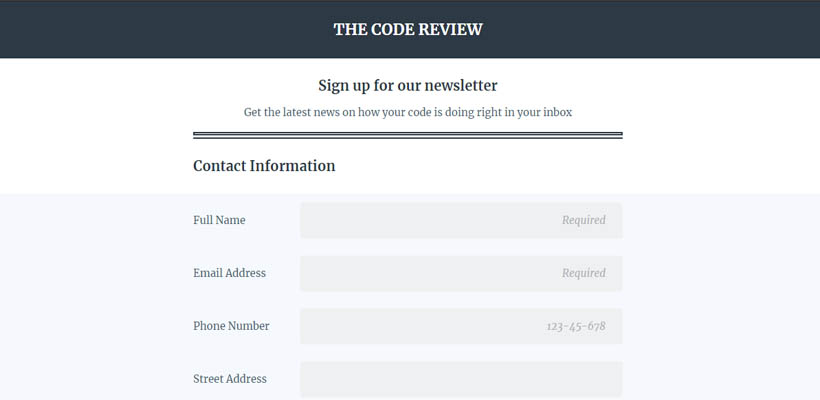 THE CODE REVIEW
Sign up for our newsletter
Get the latest news on how your code is doing right in your inbox
Contact Information
Full Name Required
Email Address Required
Phone Number 123-45-678
Street Address